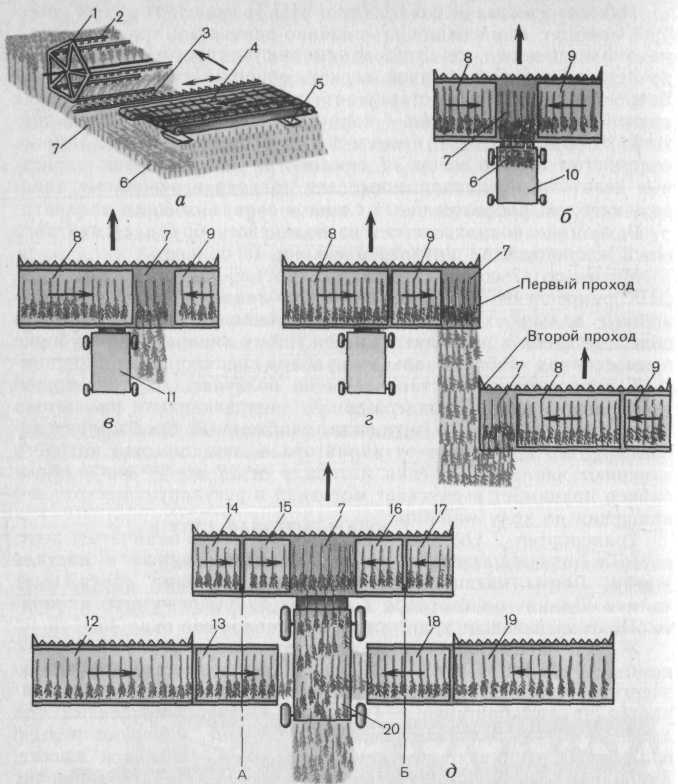 1 2
3 4
5
7
6
а
8 9
7
6 10
б
8 7 9
11
в
8 9 7
г
Первый проход
Второй проход
7 8 9
14 15 7 16 17
12 13 18 19
20
А Б д